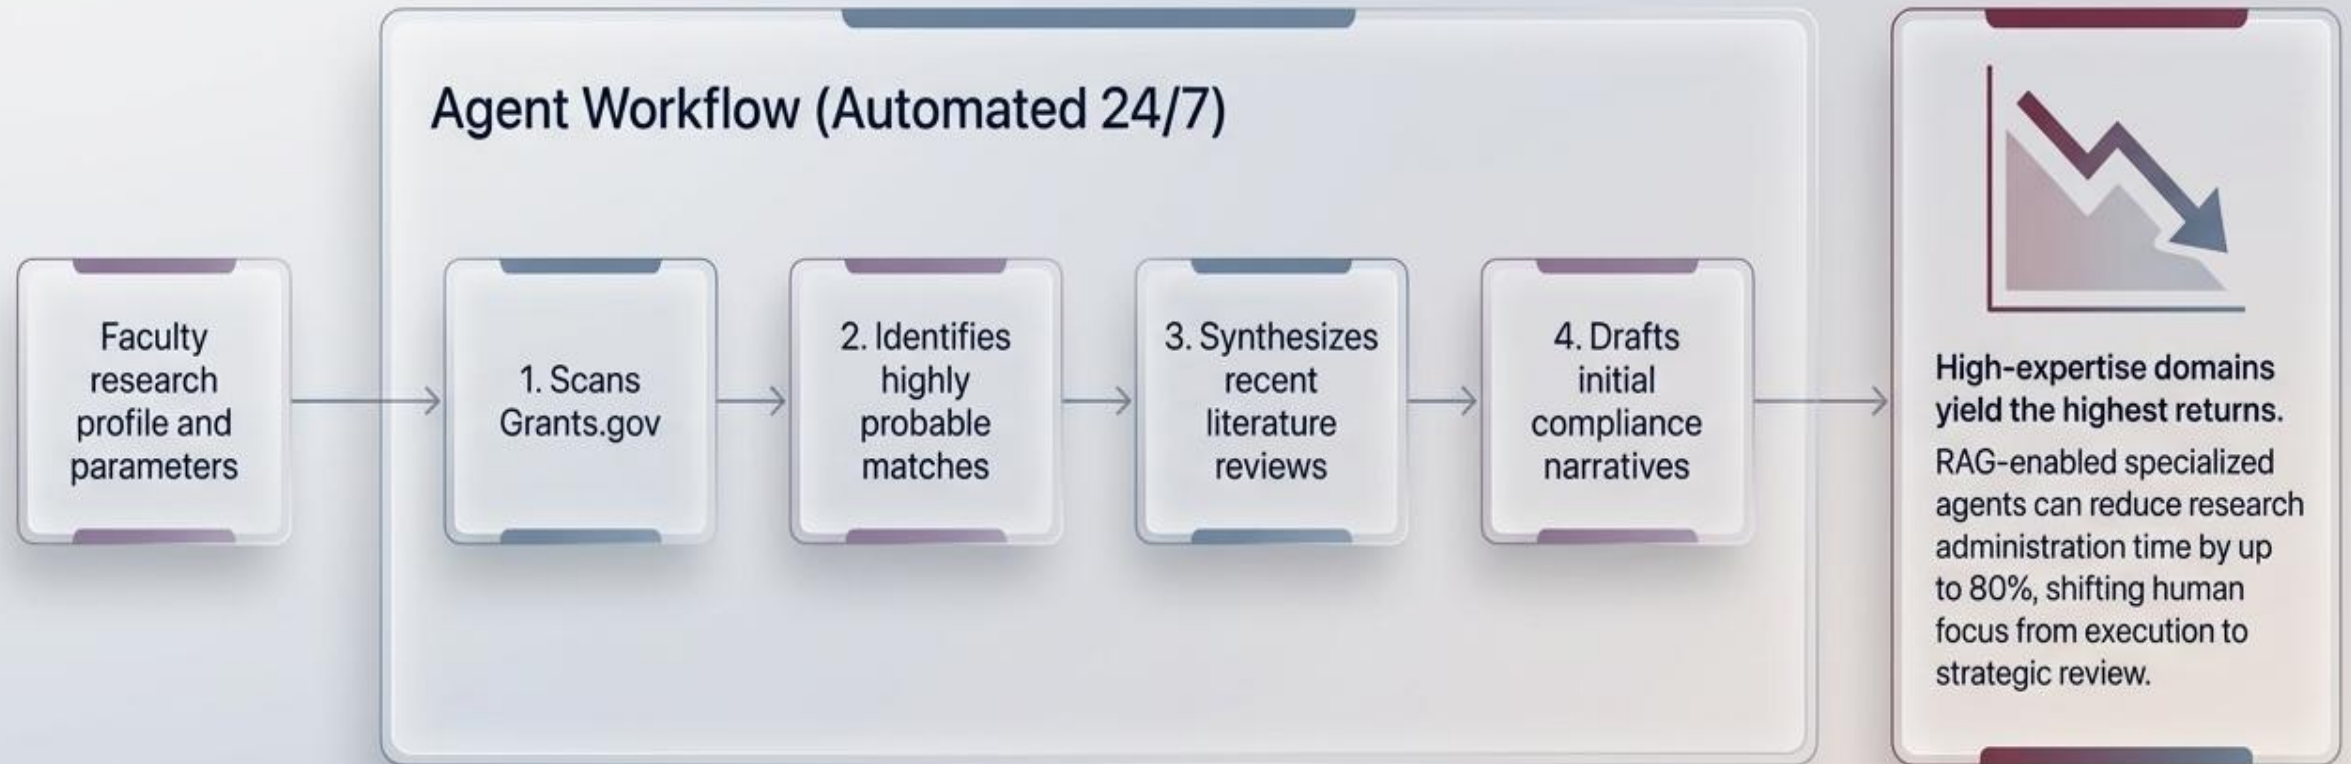 Agent Workflow (Automated 24/7)
Faculty
research
profile and
parameters
1. Scans
Grants.gov
2. Identifies
highly
probable
matches
3. Synthesizes
recent
literature
reviews
4. Drafts
initial
compliance
narratives
High-expertise domains
yield the highest returns.
RAG-enabled specialized
agents can reduce research
administration time by up
to 80%, shifting human
focus from execution to
strategic review.